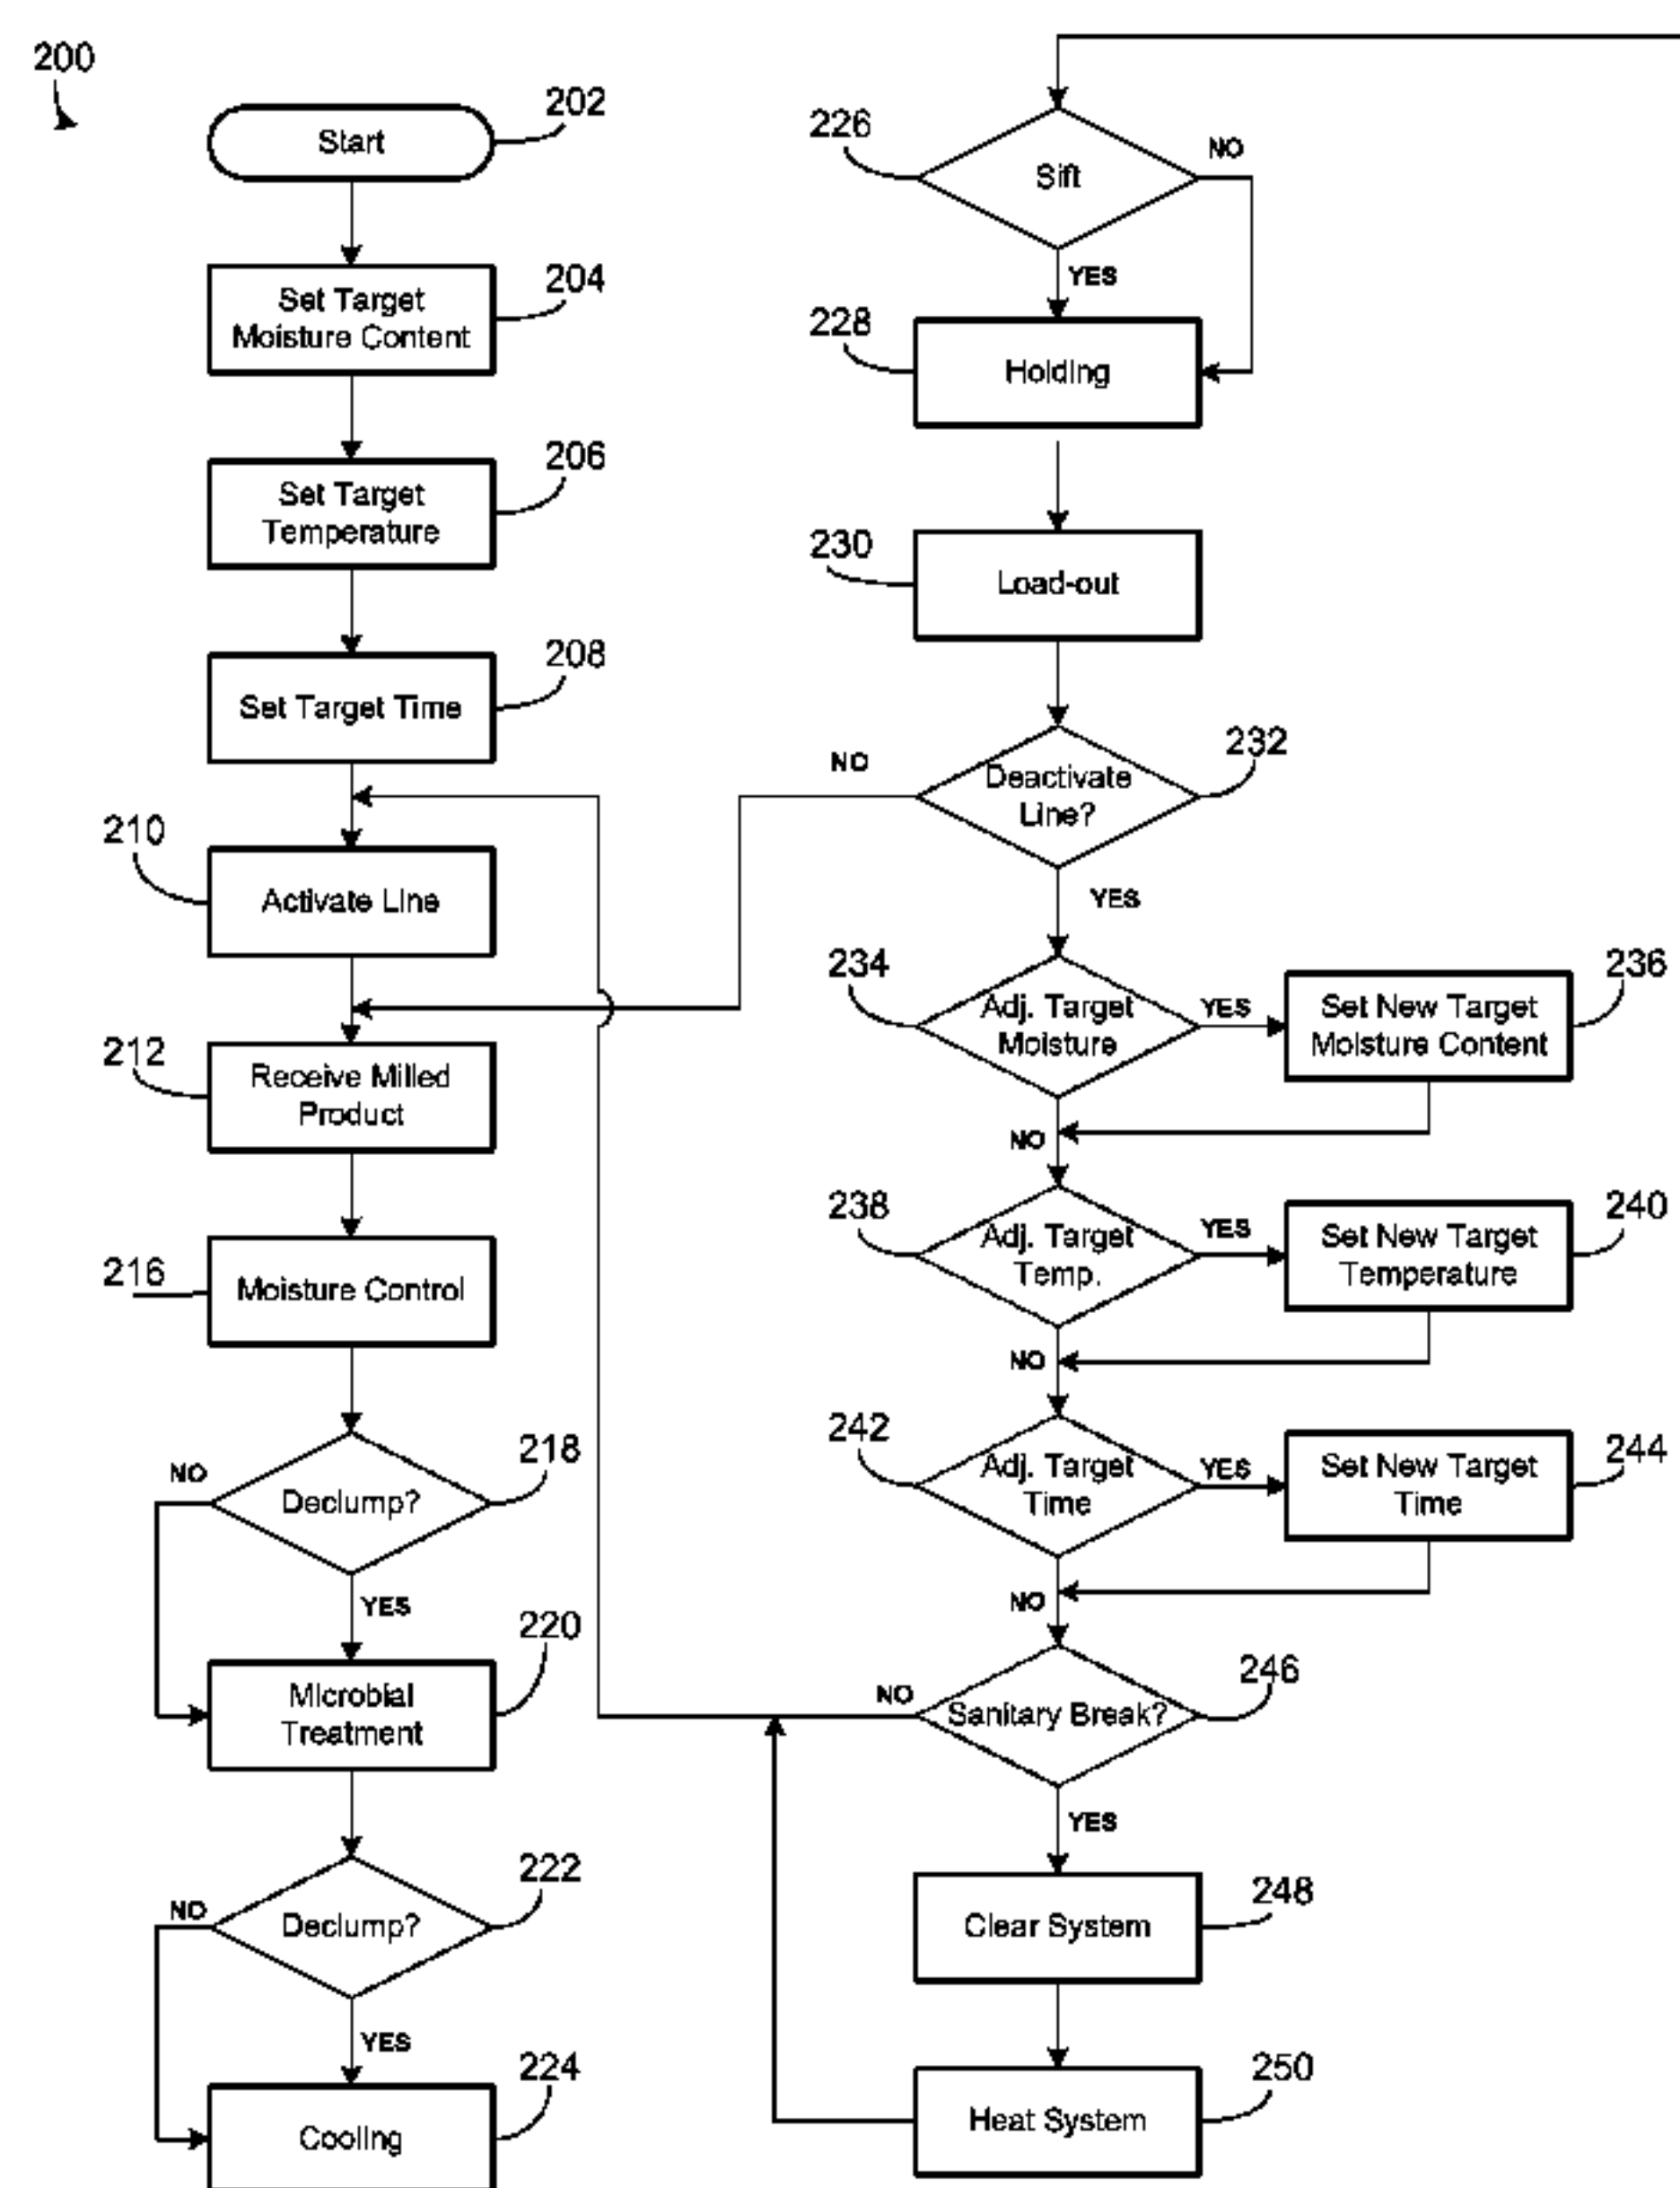 200
Start
202
Set Target
Moisture Content
204
Set Target
Temperature
206
Set Target Time
208
210
Activate Line
212
Receive Milled
Product
216
Moisture Control
NO
Declump?
218
YES
Microbial
Treatment
220
NO
Declump?
222
YES
Cooling
224
226
Sift
NO
YES
228
Holding
230
Load-out
NO
Deactivate
Line?
232
YES
234
Adj. Target
Moisture
YES
Set New Target
Moisture Content
236
NO
238
Adj. Target
Temp.
YES
Set New Target
Temperature
240
NO
242
Adj. Target
Time
YES
Set New Target
Time
244
NO
NO
Sanitary Break?
246
YES
Clear System
248
Heat System
250